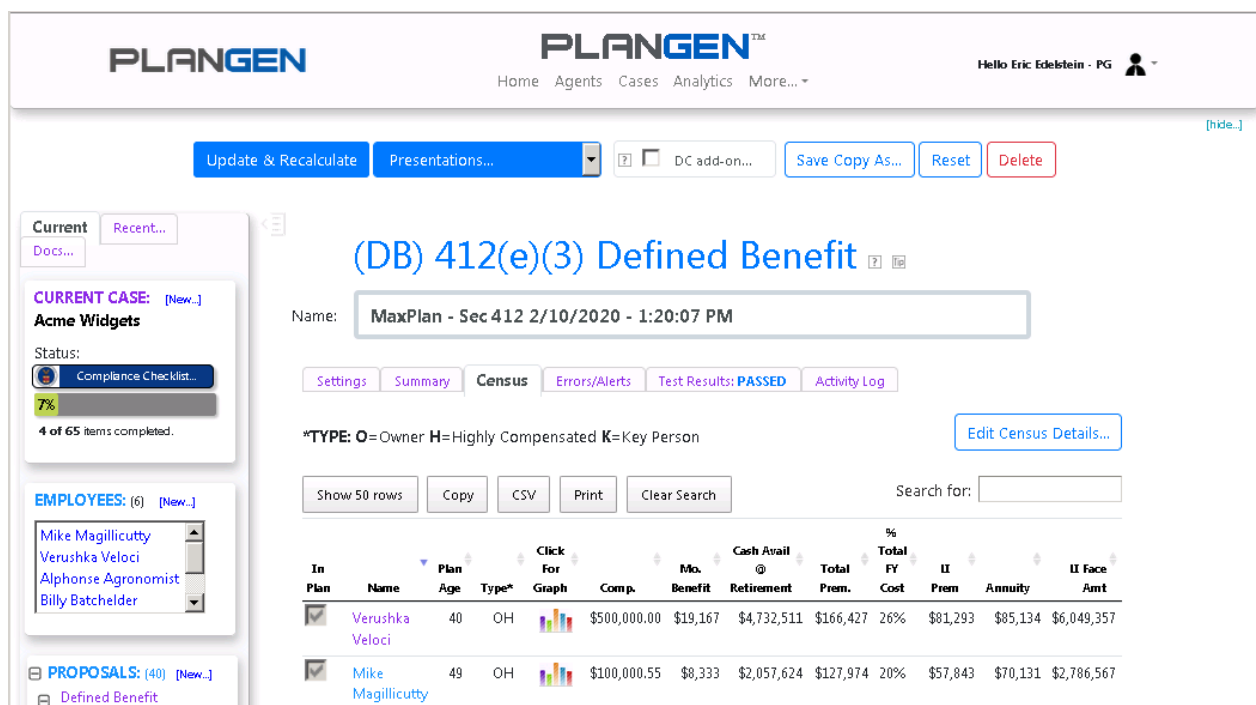 PLANGEN
PLANGEN™
Home Agents Cases Analytics More...
Hello Eric Edelstein - PG
[hide...]
Update & Recalculate
Presentations...
?
DC add-on...
Save Copy As...
Reset
Delete
Current
Recent...
Docs...
CURRENT CASE: [New...]
Acme Widgets
Status:
Compliance Checklist...
7%
4 of 65 items completed.
EMPLOYEES: (6) [New...]
Mike Magillicutty
Verushka Veloci
Alphonse Agronomist
Billy Batchelder
PROPOSALS: (40) [New...]
Defined Benefit
(DB) 412(e)(3) Defined Benefit ? Tip
Name: MaxPlan - Sec 412 2/10/2020 - 1:20:07 PM
Settings
Summary
Census
Errors/Alerts
Test Results: PASSED
Activity Log
*TYPE: O=Owner H=Highly Compensated K=Key Person
Edit Census Details...
Show 50 rows
Copy
CSV
Print
Clear Search
Search for:
In Plan
Name
Plan Age
Type*
Click For Graph
Comp.
Mo. Benefit
Cash Avail @ Retirement
Total Prem.
% Total FY Cost
LI Prem
Annuity
LI Face Amt
Verushka Veloci 40 OH $500,000.00 $19,167 $4,732,511 $166,427 26% $81,293 $85,134 $6,049,357
Mike Magillicutty 49 OH $100,000.55 $8,333 $2,057,624 $127,974 20% $57,843 $70,131 $2,786,567